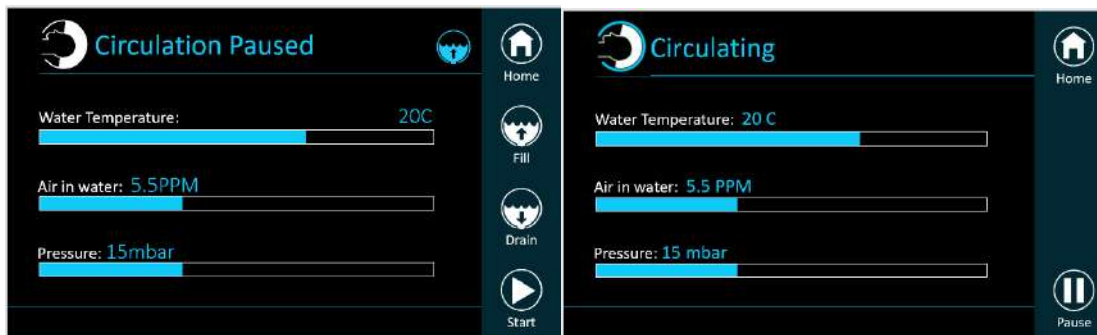 Circulation Paused
Home
Water Temperature: 20C
Fill
Air in water: 5.5PPM
Drain
Pressure: 15mbar
Start
Circulating
Home
Water Temperature: 20 C
Air in water: 5.5 PPM
Pressure: 15 mbar
Pause